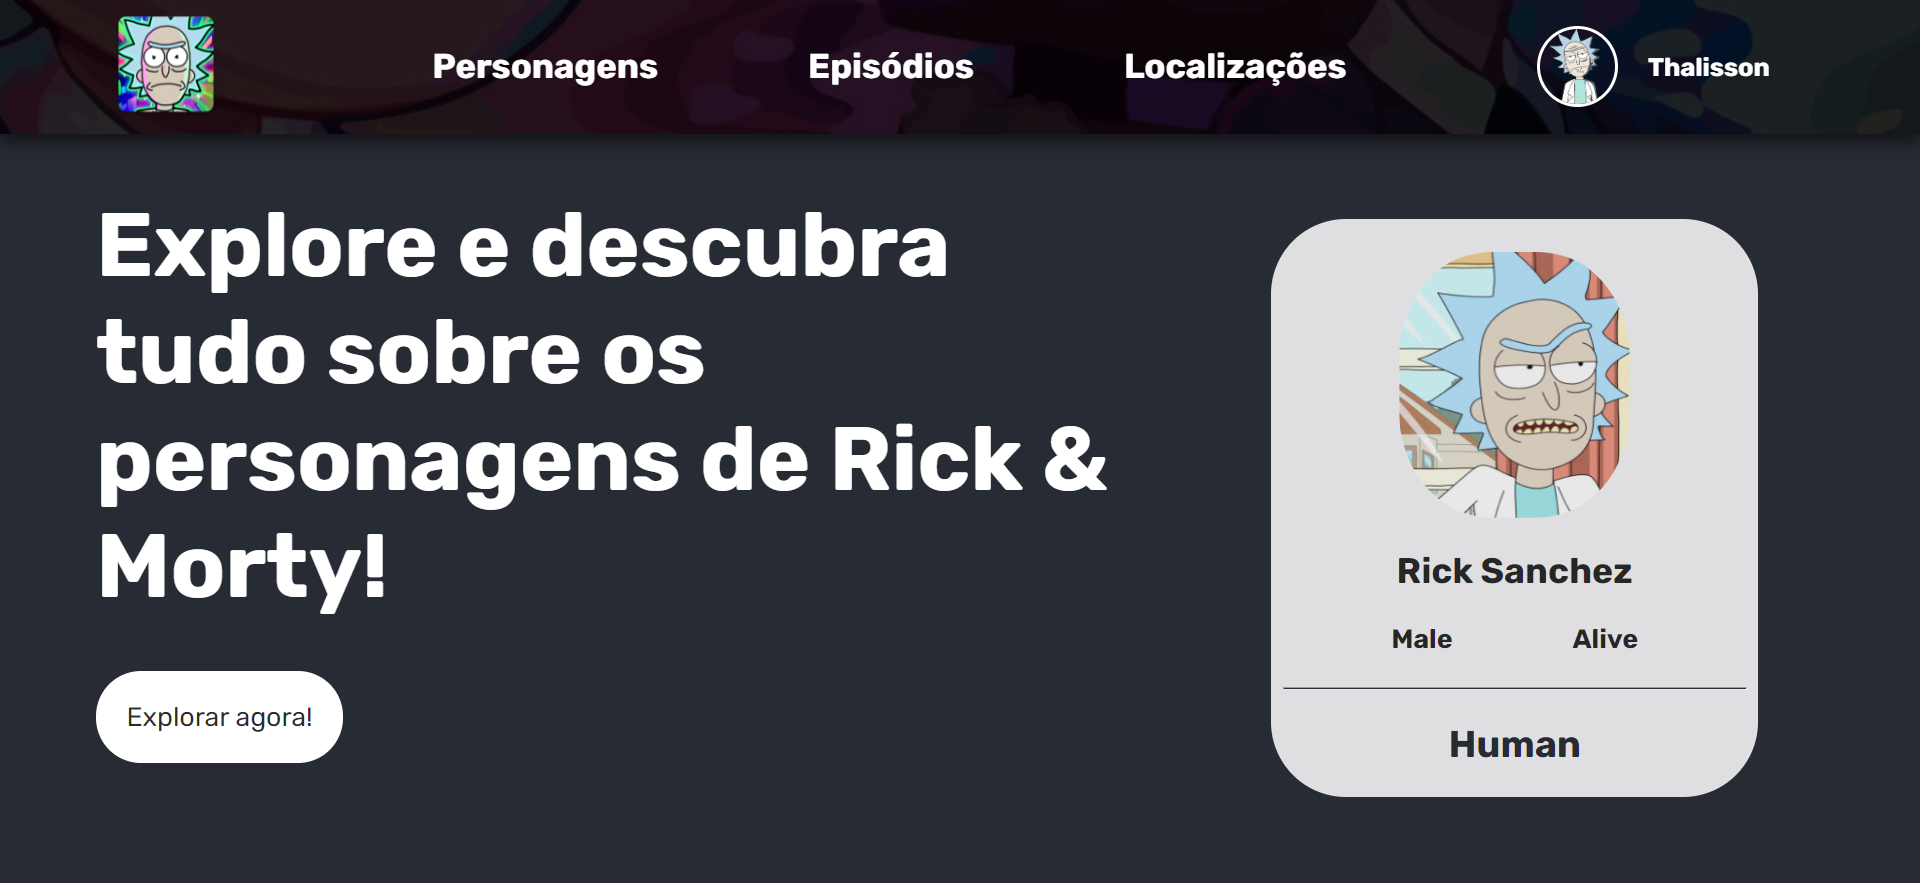 Personagens
Episódios
Localizações
Thalisson
Explore e descubra
tudo sobre os
personagens de Rick &
Morty!
Explorar agora!
Rick Sanchez
Male
Alive
Human